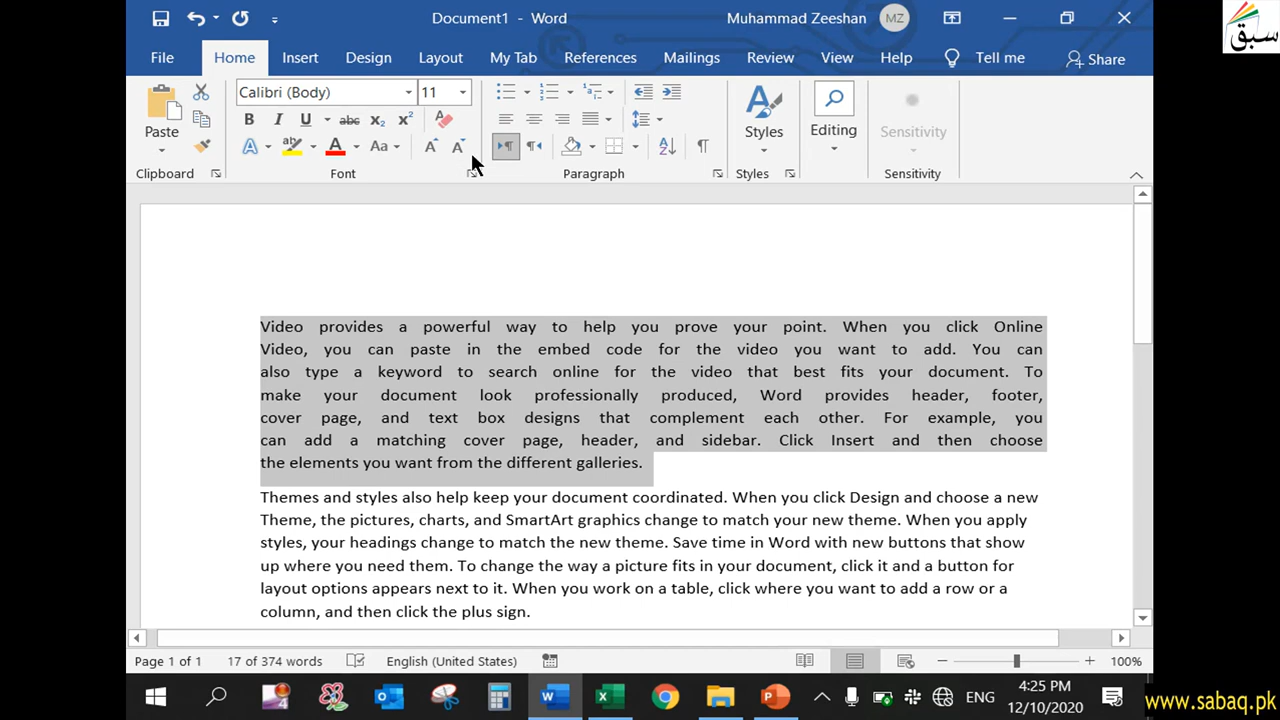 Document1 - Word
Muhammad Zeeshan MZ
سبق
File Home Insert Design Layout My Tab References Mailings Review View Help Tell me Share
Calibri (Body) 11
Paste
B I U abc x₂ x²
A A Aa A A
Styles
Editing
Sensitivity
Clipboard Font Paragraph Styles Sensitivity
Video provides a powerful way to help you prove your point. When you click Online
Video, you can paste in the embed code for the video you want to add. You can
also type a keyword to search online for the video that best fits your document. To
make your document look professionally produced, Word provides header, footer,
cover page, and text box designs that complement each other. For example, you
can add a matching cover page, header, and sidebar. Click Insert and then choose
the elements you want from the different galleries.
Themes and styles also help keep your document coordinated. When you click Design and choose a new
Theme, the pictures, charts, and SmartArt graphics change to match your new theme. When you apply
styles, your headings change to match the new theme. Save time in Word with new buttons that show
up where you need them. To change the way a picture fits in your document, click it and a button for
layout options appears next to it. When you work on a table, click where you want to add a row or a
column, and then click the plus sign.
Page 1 of 1 17 of 374 words English (United States) 100%
ENG
4:25 PM
12/10/2020
www.sabaq.pk